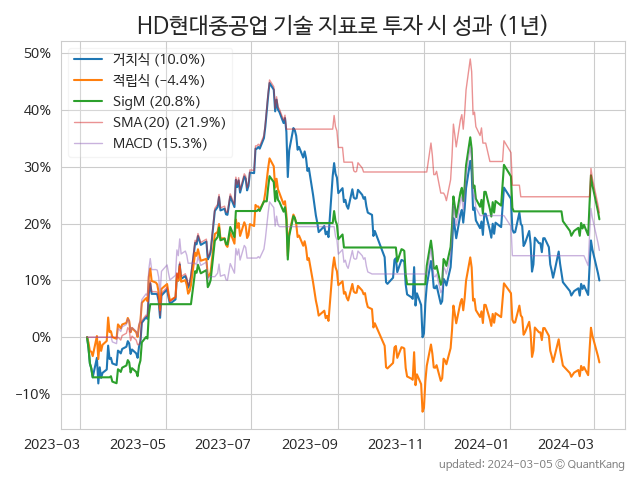 HD현대중공업 기술 지표로 투자 시 성과 (1년)
거치식 (10.0%)
적립식 (−4.4%)
SigM (20.8%)
SMA(20) (21.9%)
MACD (15.3%)
50%
40%
30%
20%
10%
0%
−10%
2023-03
2023-05
2023-07
2023-09
2023-11
2024-01
2024-03
updated: 2024-03-05 © QuantKang